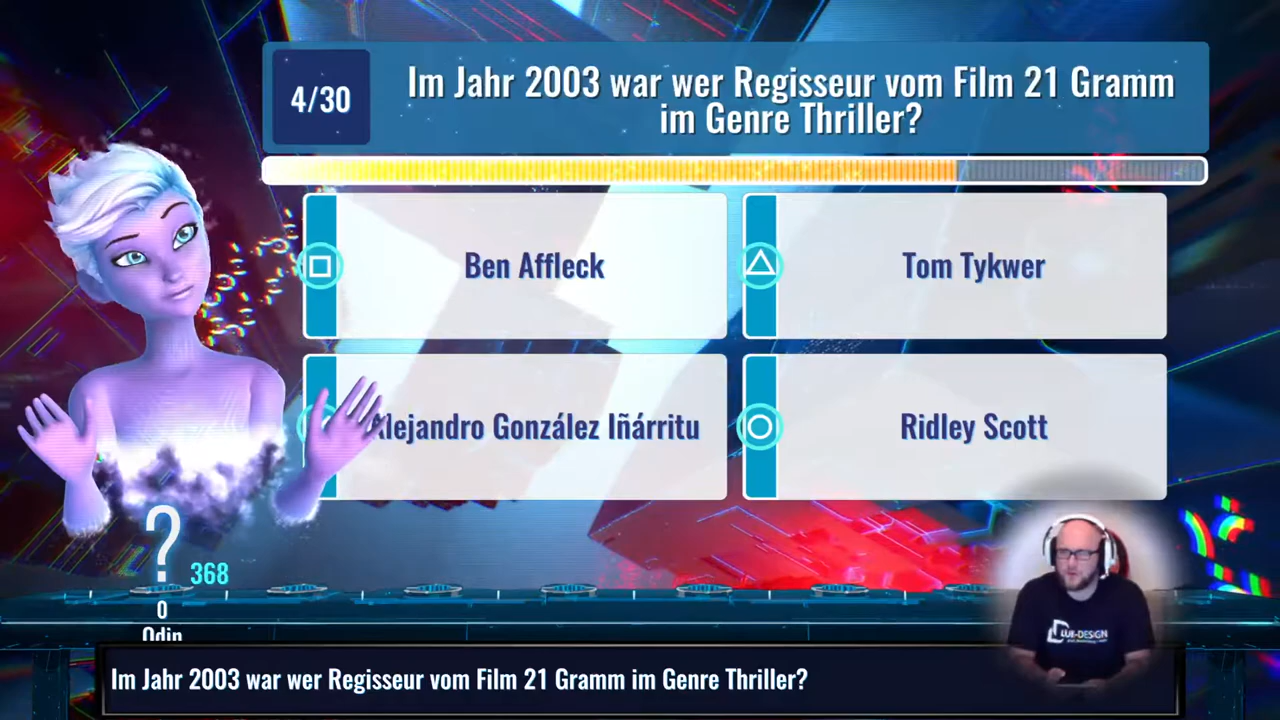 4/30
Im Jahr 2003 war wer Regisseur vom Film 21 Gramm
im Genre Thriller?
Ben Affleck
Tom Tykwer
Alejandro González Iñárritu
Ridley Scott
?
368
0
Odin
LUX-DESIGN
Im Jahr 2003 war wer Regisseur vom Film 21 Gramm im Genre Thriller?